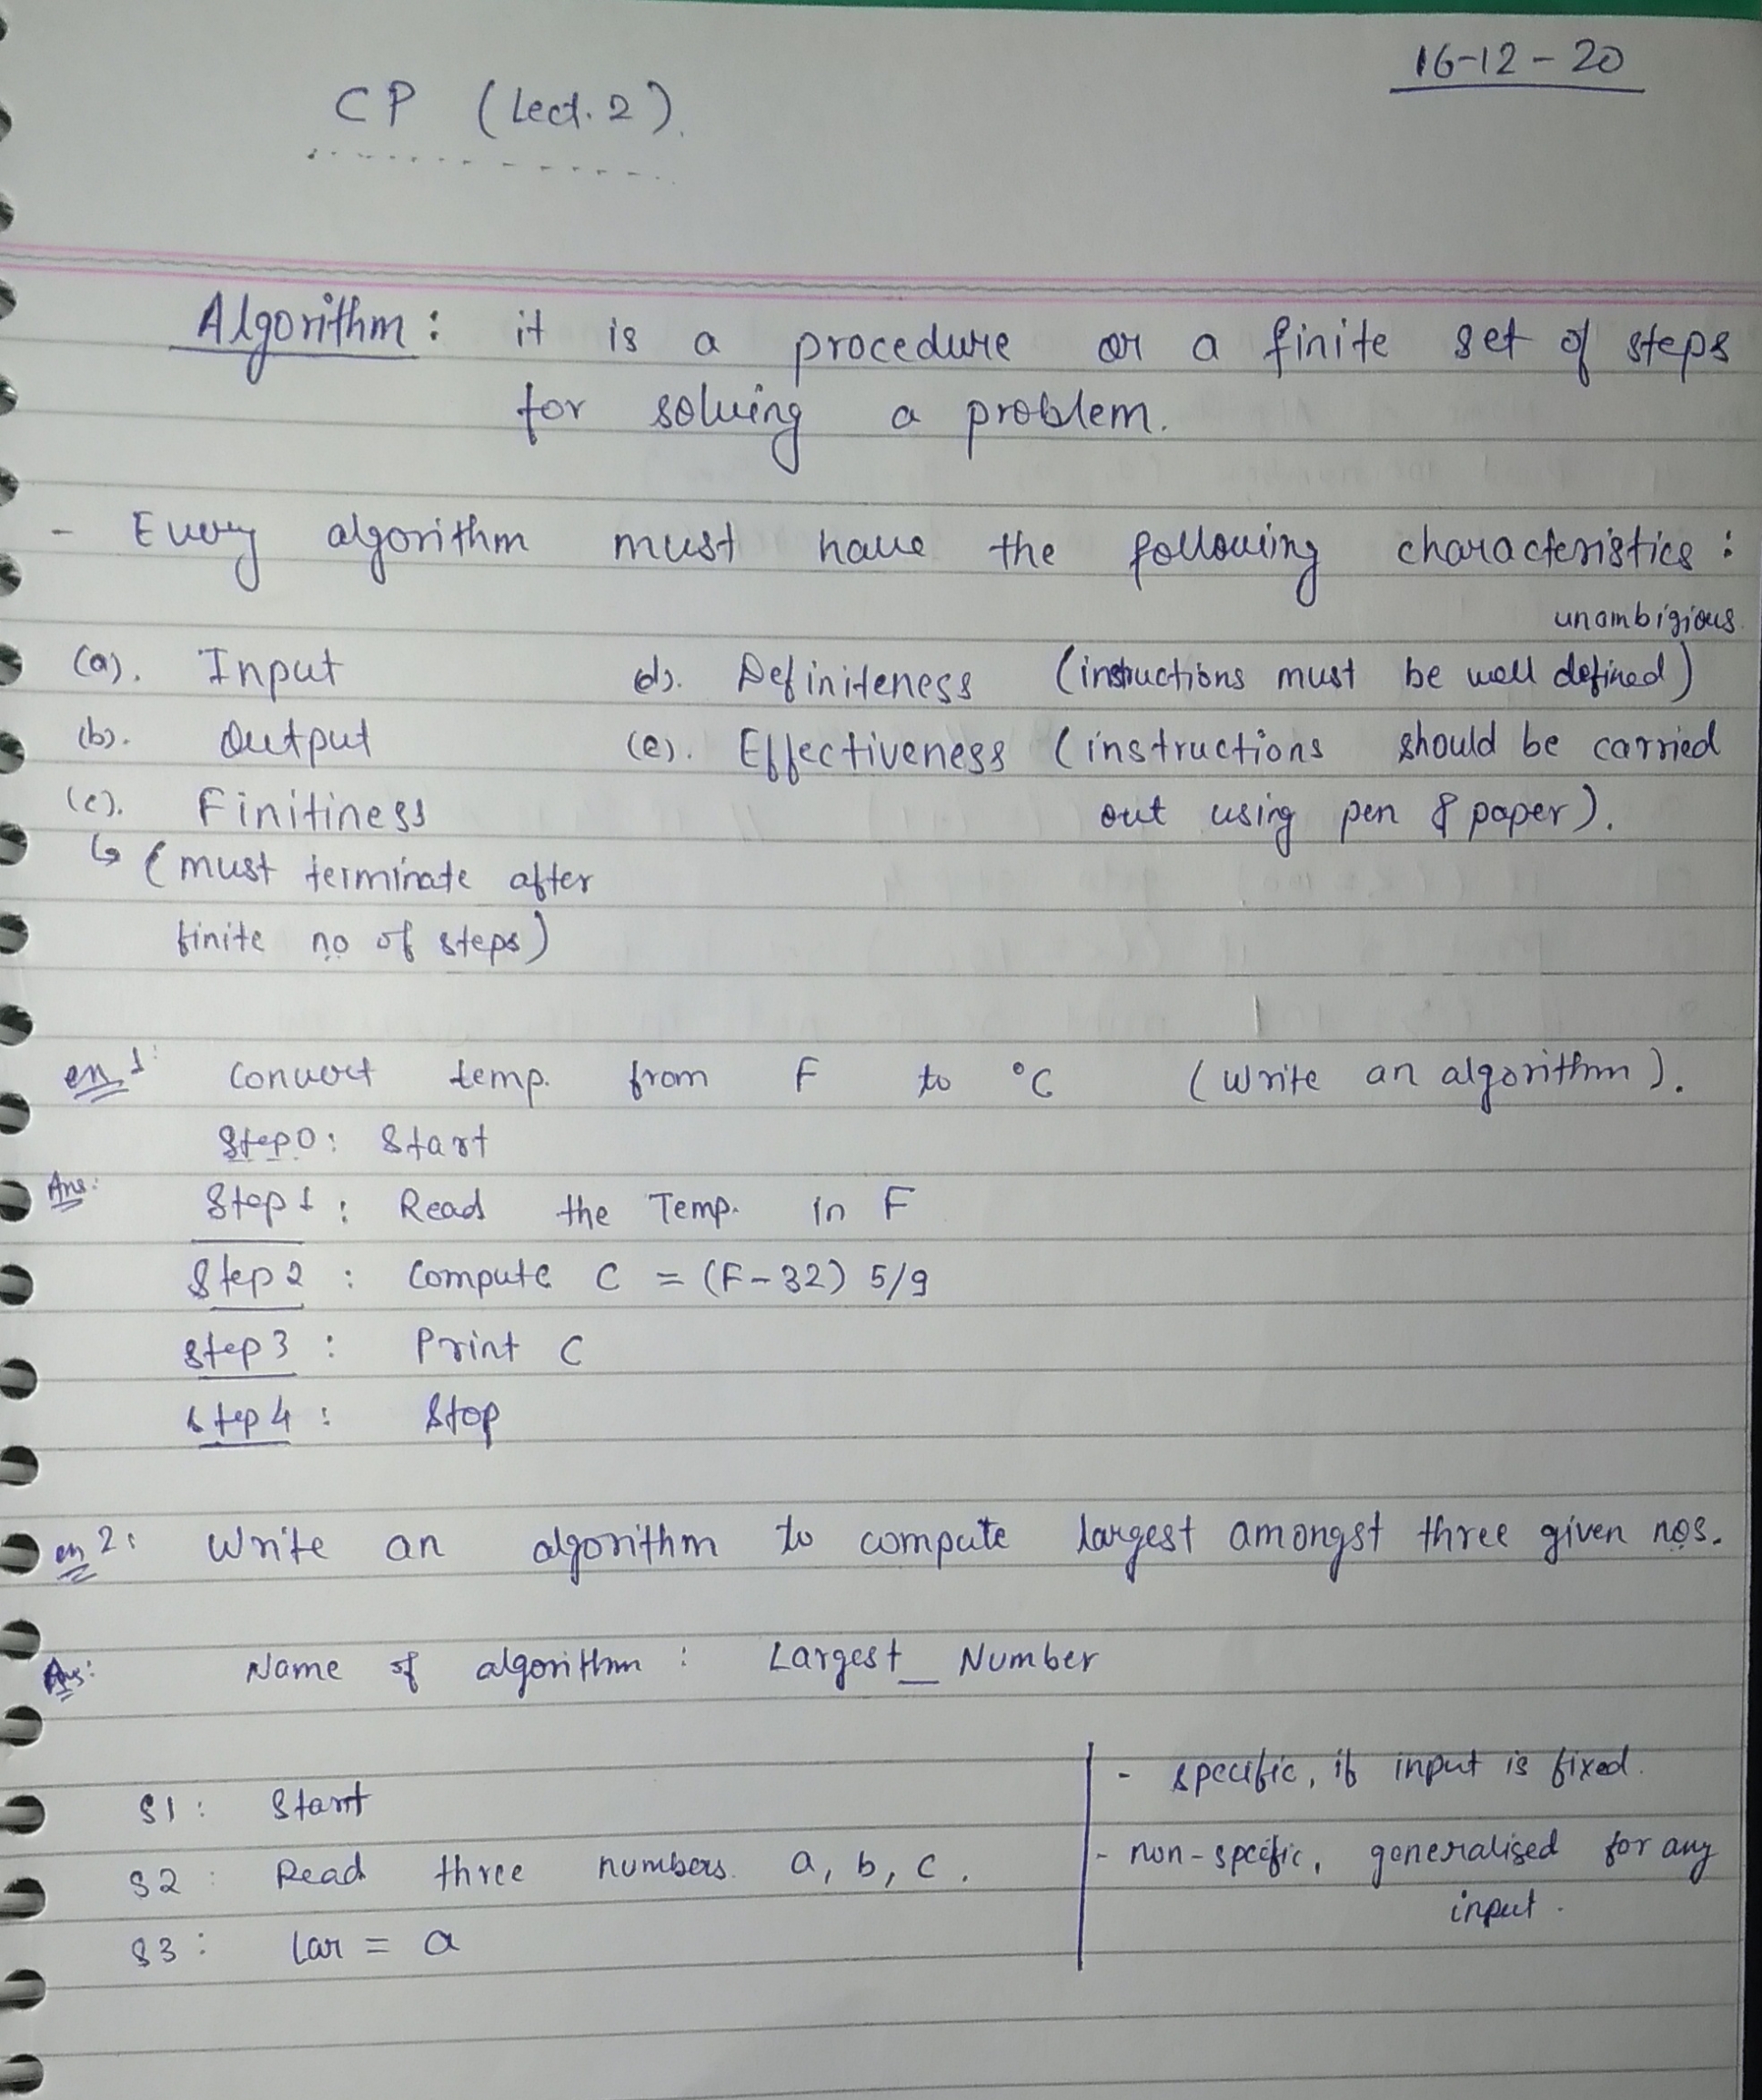 16-12-20
CP (Lect. 2).
Algorithm : it is a procedure or a finite set of steps
for solving a problem.
- Every algorithm must have the following characteristics :
unambigious
(a). Input (d). Definiteness (instructions must be well defined)
(b). Output (e). Effectiveness (instructions should be carried
(c). Finitiness out using pen & paper).
↳ (must terminate after
finite no of steps)
ex 1: Convert temp. from F to °C (Write an algorithm).
Step 0: Start
Ans: Step 1 : Read the Temp. in F
Step 2 : Compute C = (F-32) 5/9
Step 3 : Print C
Step 4 : Stop
ex 2: Write an algorithm to compute largest amongst three given nos.
Ans: Name of algorithm : Largest_Number
- specific, if input is fixed.
S1 : Start
- non-specific, generalised for any
S2 : Read three numbers. a, b, c.
input.
S3 : Lar = a